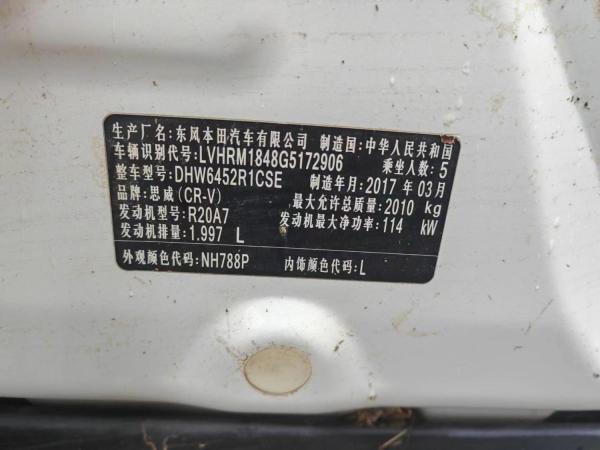 生产厂名:东风本田汽车有限公司 制造国:中华人民共和国
车辆识别代号:LVHRM1848G5172906 乘坐人数:5
整车型号:DHW6452R1CSE 制造年月:2017年03月
品牌:思威(CR-V) 最大允许总质量:2010 kg
发动机型号:R20A7 发动机最大净功率:114 kW
发动机排量:1.997 L
外观颜色代码:NH788P 内饰颜色代码:L